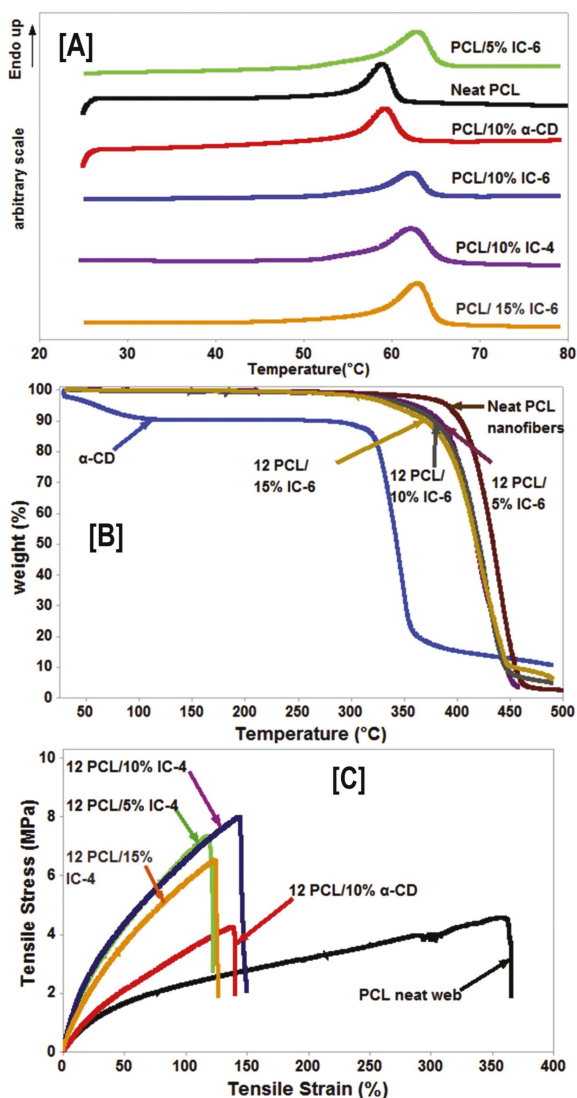 [A]
Endo up
arbitrary scale
PCL/5% IC-6
Neat PCL
PCL/10% α-CD
PCL/10% IC-6
PCL/10% IC-4
PCL/ 15% IC-6
20 30 40 50 60 70 80
Temperature(°C)
100
90
80
70
60
50
40
30
20
10
0
weight (%)
α-CD
Neat PCL
nanofibers
12 PCL/
15% IC-6
12 PCL/
10% IC-6
12 PCL/
5% IC-6
[B]
50 100 150 200 250 300 350 400 450 500
Temperature (°C)
10
8
6
4
2
0
Tensile Stress (MPa)
[C]
12 PCL/10% IC-4
12 PCL/5% IC-4
12 PCL/15%
IC-4
12 PCL/10% α-CD
PCL neat web
0 50 100 150 200 250 300 350 400
Tensile Strain (%)